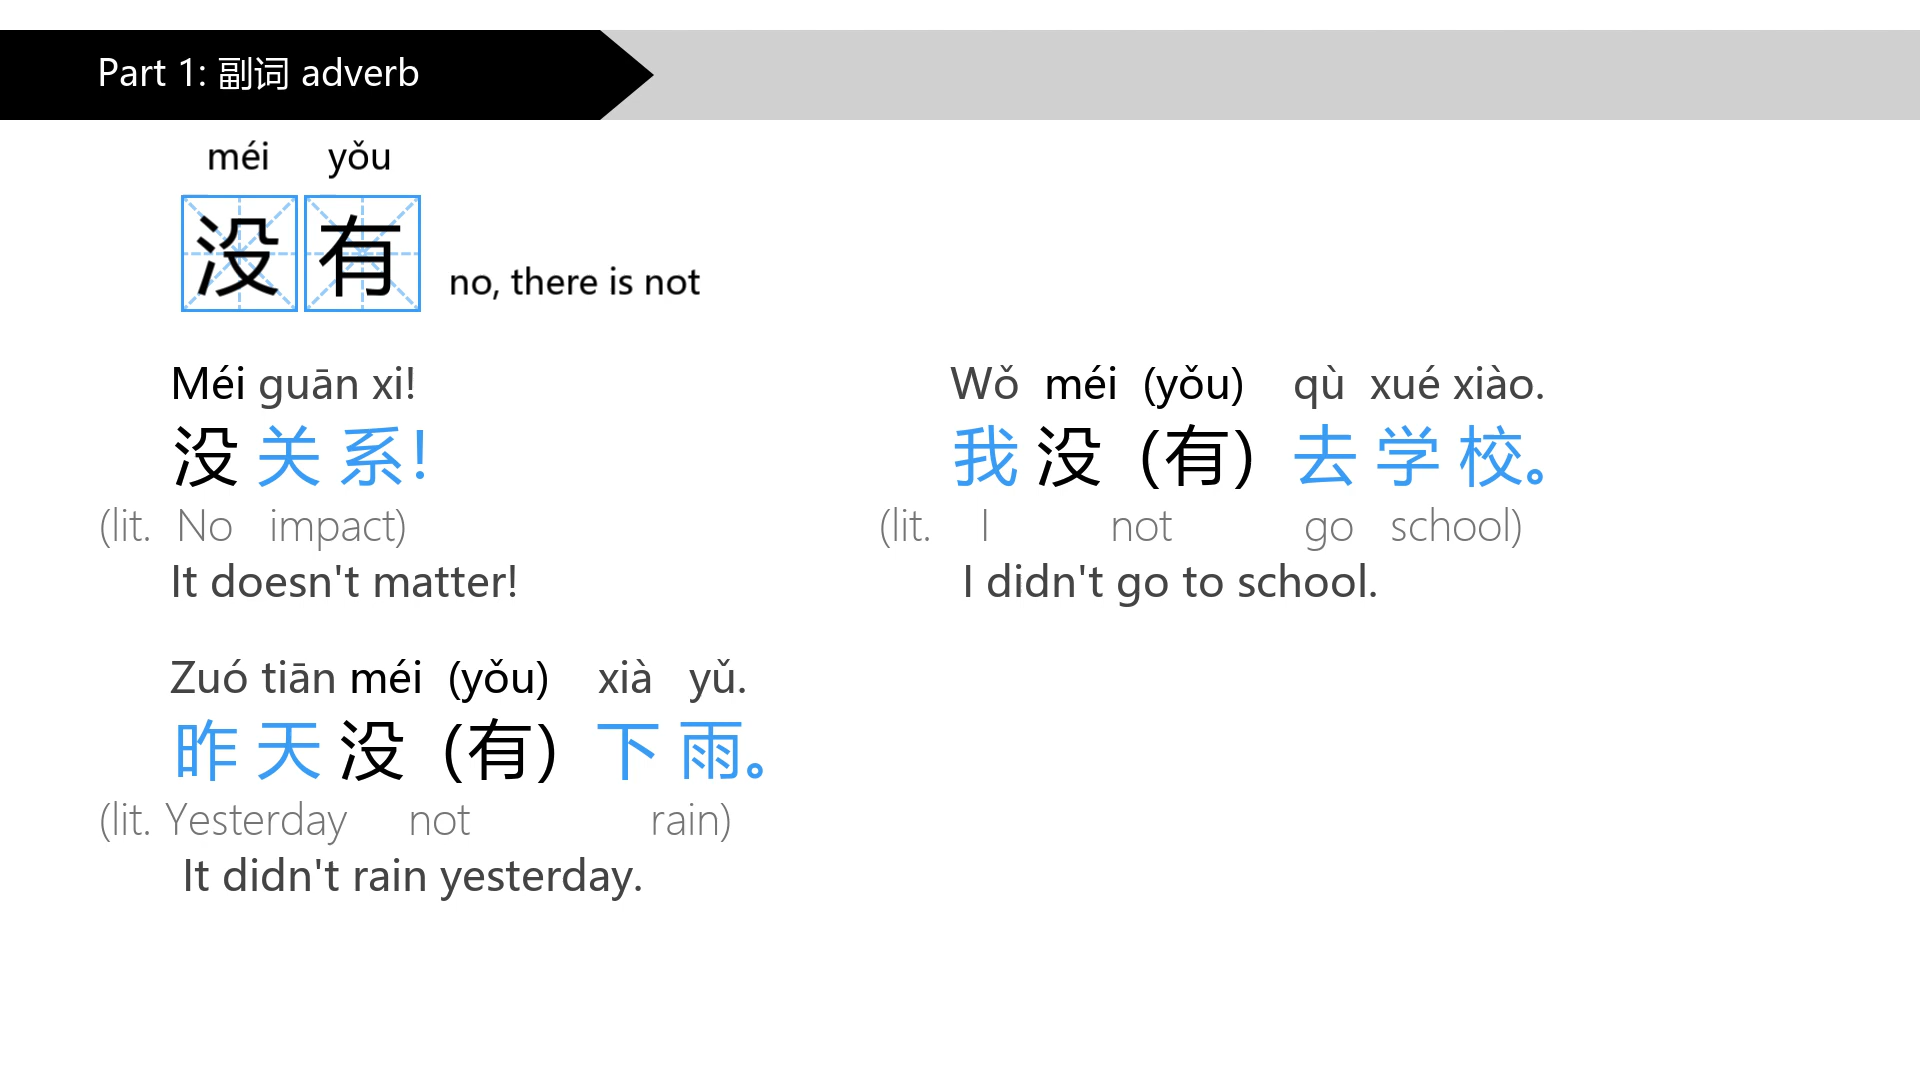 Part 1: 副词 adverb
méi yǒu
没有 no, there is not
Méi guān xi!
没关系!
(lit. No impact)
It doesn't matter!
Wǒ méi (yǒu) qù xué xiào.
我没 (有) 去学校。
(lit. I not go school)
I didn't go to school.
Zuó tiān méi (yǒu) xià yǔ.
昨天没 (有) 下雨。
(lit. Yesterday not rain)
It didn't rain yesterday.